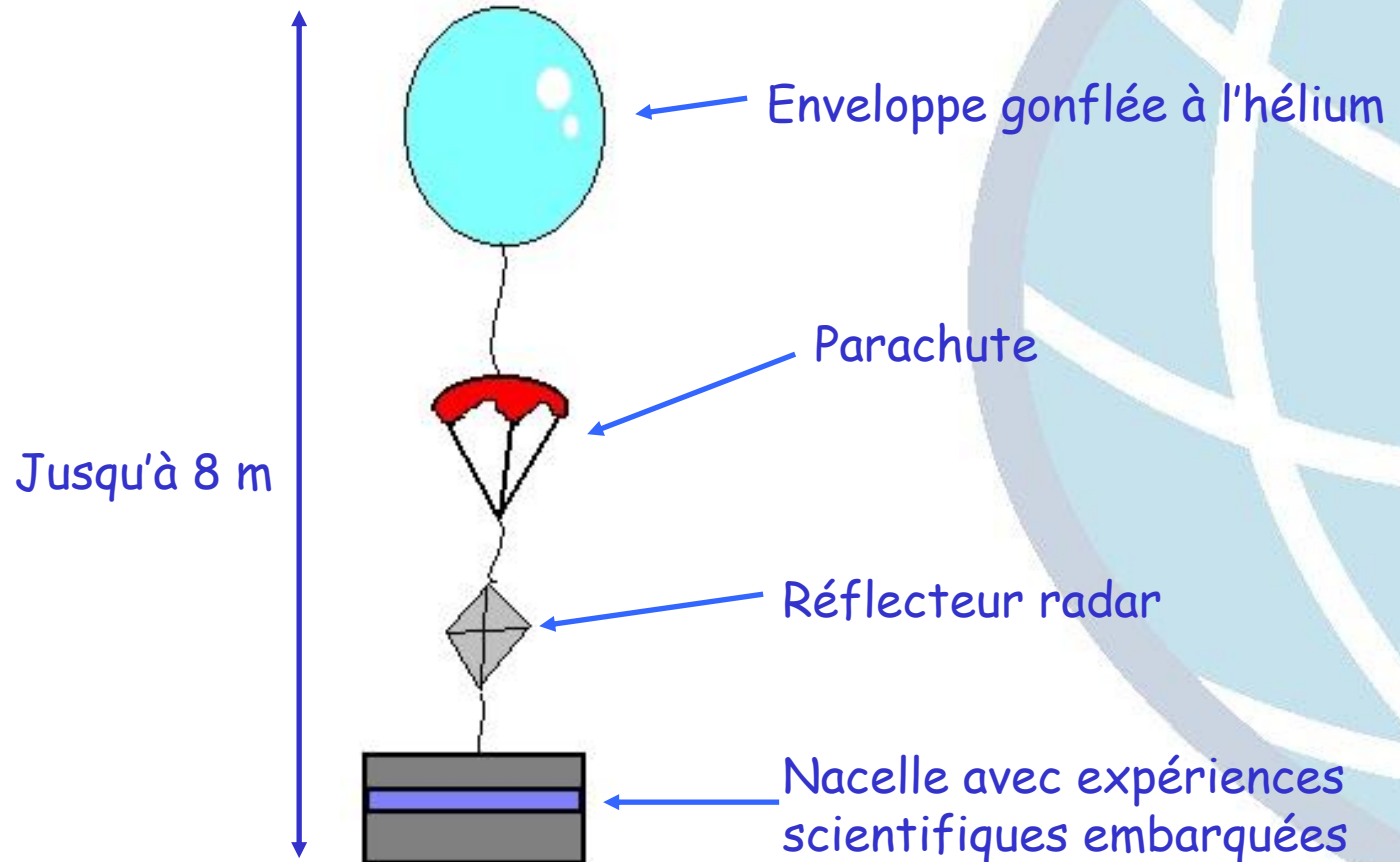 Enveloppe gonflée à l'hélium
Parachute
Jusqu'à 8 m
Réflecteur radar
Nacelle avec expériences
scientifiques embarquées